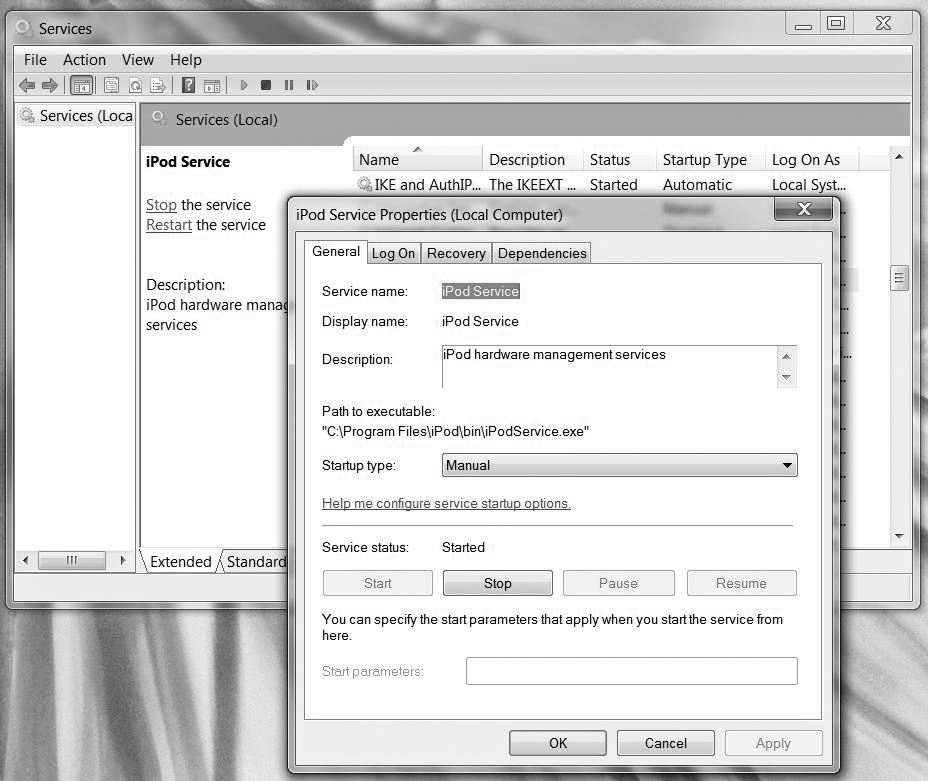 Services
File Action View Help
Services (Loca
Services (Local)
iPod Service
Stop the service
Restart the service
Description:
iPod hardware manag
services
Name Description Status Startup Type Log On As
IKE and AuthIP... The IKEEXT ... Started Automatic Local Syst...
Extended Standard
iPod Service Properties (Local Computer)
General Log On Recovery Dependencies
Service name: iPod Service
Display name: iPod Service
Description: iPod hardware management services
Path to executable:
"C:\Program Files\iPod\bin\iPodService.exe"
Startup type: Manual
Help me configure service startup options.
Service status: Started
Start Stop Pause Resume
You can specify the start parameters that apply when you start the service from
here.
Start parameters:
OK Cancel Apply